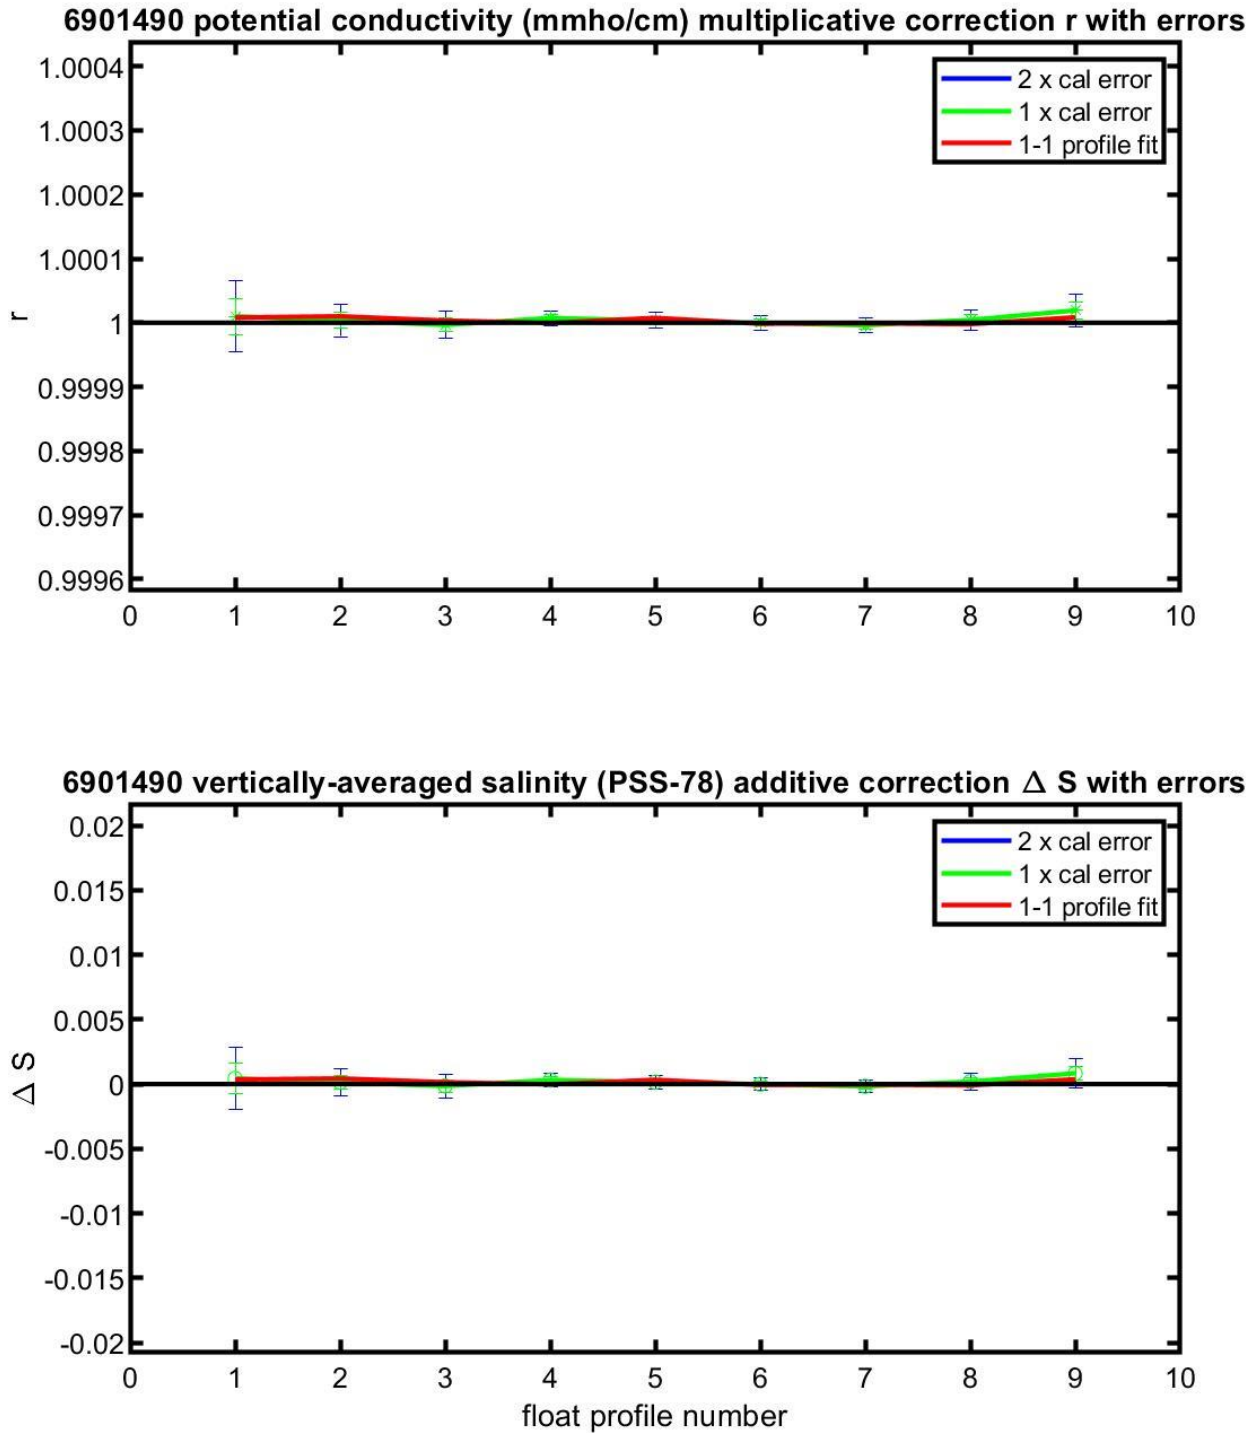 6901490 potential conductivity (mmho/cm) multiplicative correction r with errors
1.0004
1.0003
1.0002
1.0001
1
0.9999
0.9998
0.9997
0.9996
r
2 x cal error
1 x cal error
1-1 profile fit
0 1 2 3 4 5 6 7 8 9 10
6901490 vertically-averaged salinity (PSS-78) additive correction Δ S with errors
0.02
0.015
0.01
0.005
0
-0.005
-0.01
-0.015
-0.02
Δ S
2 x cal error
1 x cal error
1-1 profile fit
0 1 2 3 4 5 6 7 8 9 10
float profile number